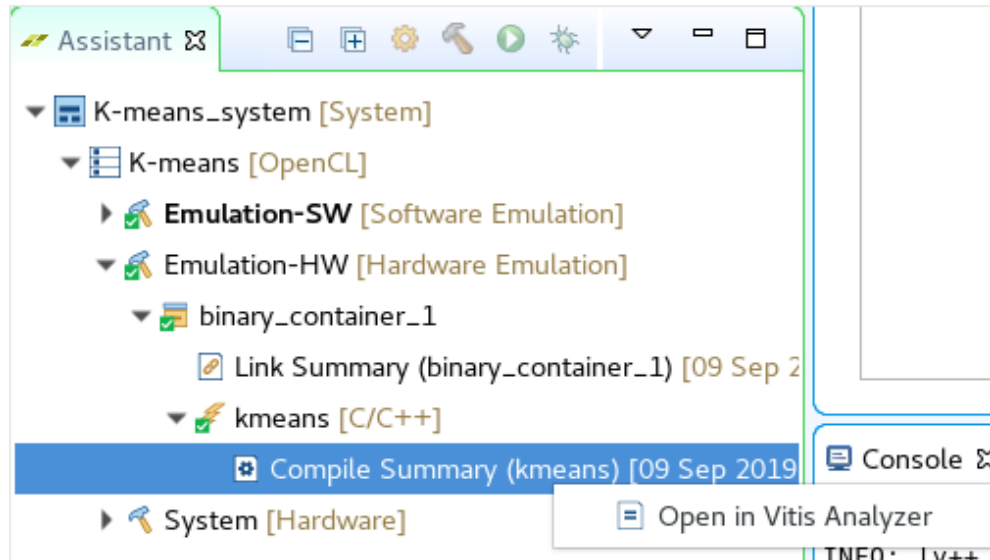 Assistant
K-means_system [System]
K-means [OpenCL]
Emulation-SW [Software Emulation]
Emulation-HW [Hardware Emulation]
binary_container_1
Link Summary (binary_container_1) [09 Sep
kmeans [C/C++]
Compile Summary (kmeans) [09 Sep 2019
Console
Open in Vitis Analyzer
System [Hardware]
INFO: